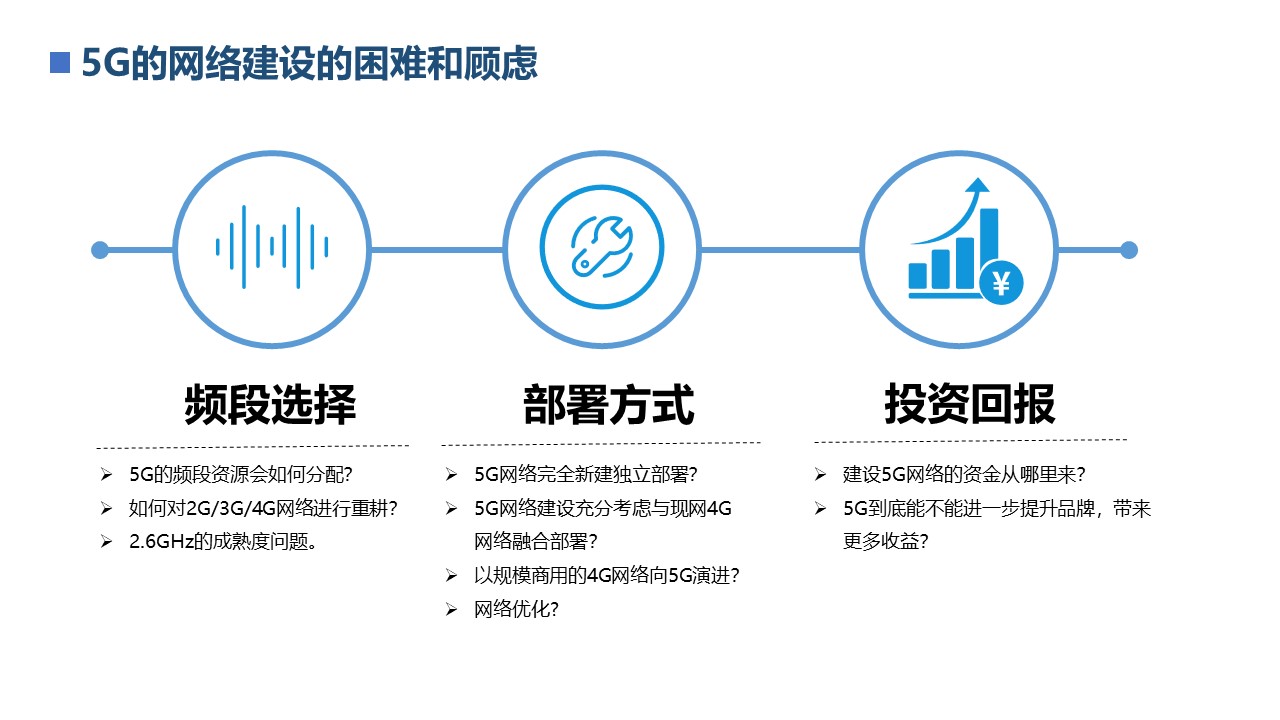 5G的网络建设的困难和顾虑
¥
频段选择
5G的频段资源会如何分配?
如何对2G/3G/4G网络进行重耕?
2.6GHz的成熟度问题。
部署方式
5G网络完全新建独立部署?
5G网络建设充分考虑与现网4G
网络融合部署?
以规模商用的4G网络向5G演进?
网络优化?
投资回报
建设5G网络的资金从哪里来?
5G到底能不能进一步提升品牌，带来
更多收益?